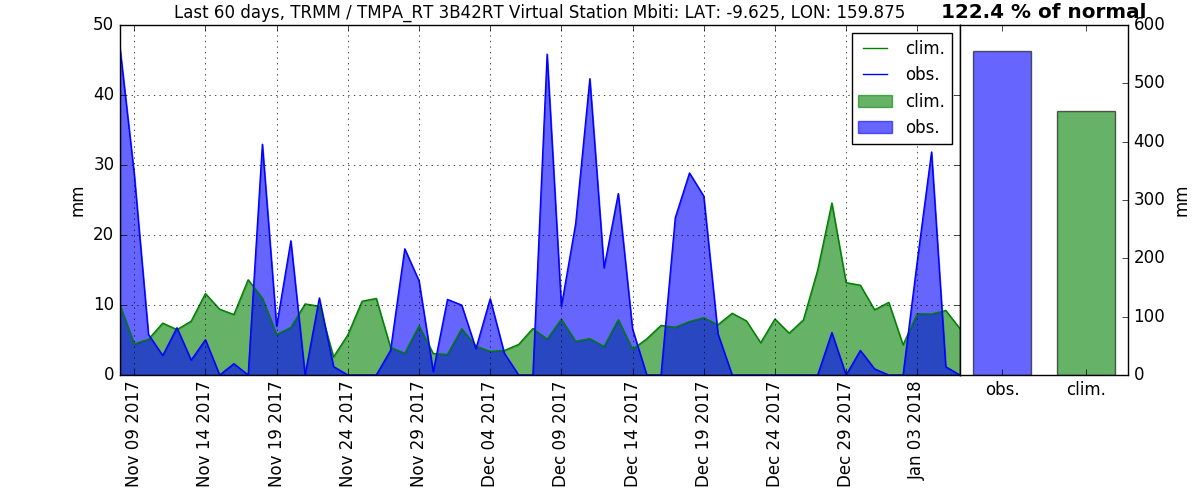 Last 60 days, TRMM / TMPA_RT 3B42RT Virtual Station Mbiti: LAT: -9.625, LON: 159.875
122.4 % of normal
50
40
30
20
10
0
mm
clim.
obs.
clim.
obs.
600
500
400
300
200
100
0
mm
Nov 09 2017
Nov 14 2017
Nov 19 2017
Nov 24 2017
Nov 29 2017
Dec 04 2017
Dec 09 2017
Dec 14 2017
Dec 19 2017
Dec 24 2017
Dec 29 2017
Jan 03 2018
obs.
clim.